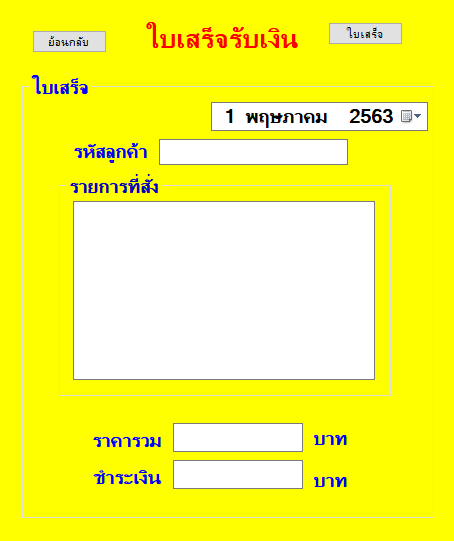 ย้อนกลับ
ใบเสร็จรับเงิน
ใบเสร็จ
ใบเสร็จ
1 พฤษภาคม 2563
รหัสลูกค้า
รายการที่สั่ง
ราคารวม บาท
ชำระเงิน บาท